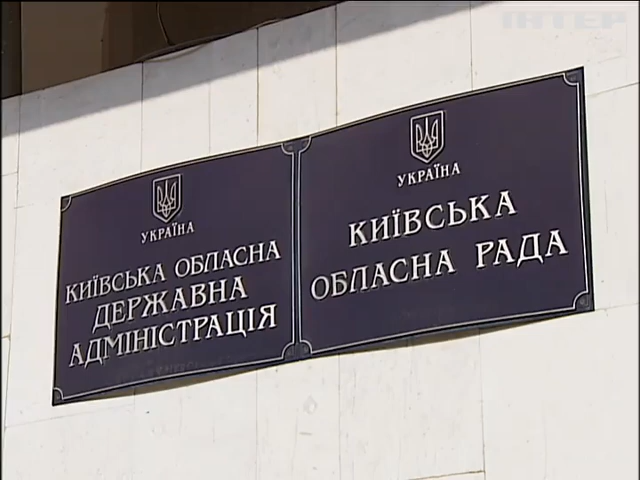 ІНТЕР
УКРАЇНА
КИЇВСЬКА ОБЛАСНА
ДЕРЖАВНА
АДМІНІСТРАЦІЯ
УКРАЇНА
КИЇВСЬКА
ОБЛАСНА РАДА